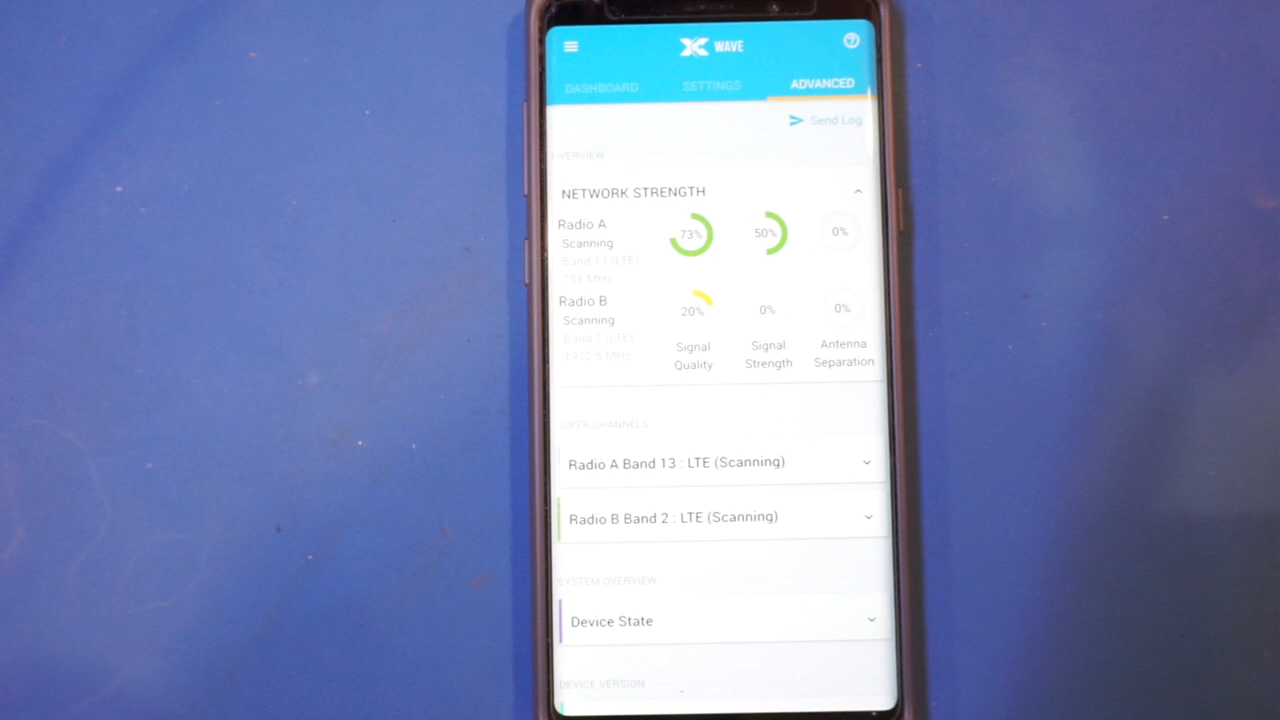 WAVE
DASHBOARD SETTINGS ADVANCED
Send Log
OVERVIEW
NETWORK STRENGTH
Radio A
Scanning
Band 13 (LTE)
751 MHz
73% 50% 0%
Radio B
Scanning
Band 2 (LTE)
1972.5 MHz
20% 0% 0%
Signal Quality
Signal Strength
Antenna Separation
SUPER CHANNELS
Radio A Band 13 : LTE (Scanning)
Radio B Band 2 : LTE (Scanning)
SYSTEM OVERVIEW
Device State
DEVICE VERSION